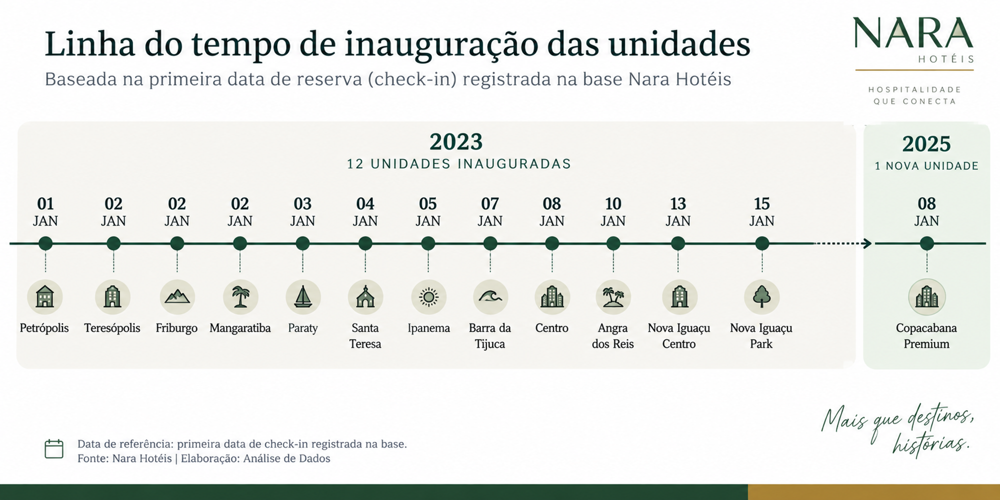 Linha do tempo de inauguração das unidades
Baseada na primeira data de reserva (check-in) registrada na base Nara Hotéis
NARA
HOTÉIS
HOSPITALIDADE
QUE CONECTA
2023
12 UNIDADES INAUGURADAS
2025
1 NOVA UNIDADE
01
JAN
Petrópolis
02
JAN
Teresópolis
02
JAN
Friburgo
02
JAN
Mangaratiba
03
JAN
Paraty
04
JAN
Santa
Teresa
05
JAN
Ipanema
07
JAN
Barra da
Tijuca
08
JAN
Centro
10
JAN
Angra
dos Reis
13
JAN
Nova Iguaçu
Centro
15
JAN
Nova Iguaçu
Park
08
JAN
Copacabana
Premium
Mais que destinos,
histórias.
Data de referência: primeira data de check-in registrada na base.
Fonte: Nara Hotéis | Elaboração: Análise de Dados